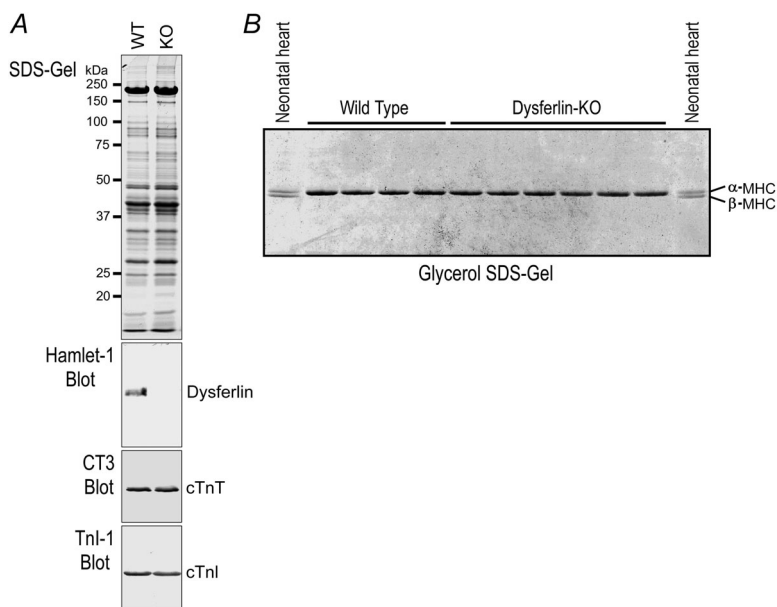 A
WT
KO
SDS-Gel
kDa
250
150
100
75
50
37
25
20
Hamlet-1
Blot
Dysferlin
CT3
Blot
cTnT
TnI-1
Blot
cTnI
B
Neonatal heart
Wild Type
Dysferlin-KO
Neonatal heart
α-MHC
β-MHC
Glycerol SDS-Gel